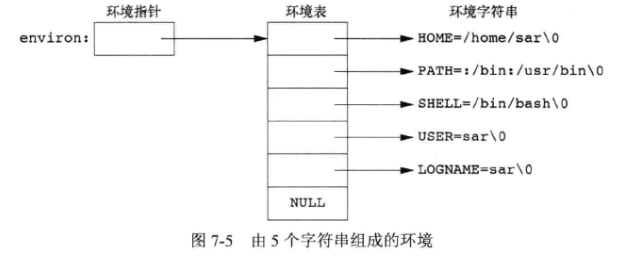 环境指针 环境表 环境字符串
environ: HOME=/home/sar\0
PATH=:/bin:/usr/bin\0
SHELL=/bin/bash\0
USER=sar\0
LOGNAME=sar\0
NULL
图 7-5 由 5 个字符串组成的环境